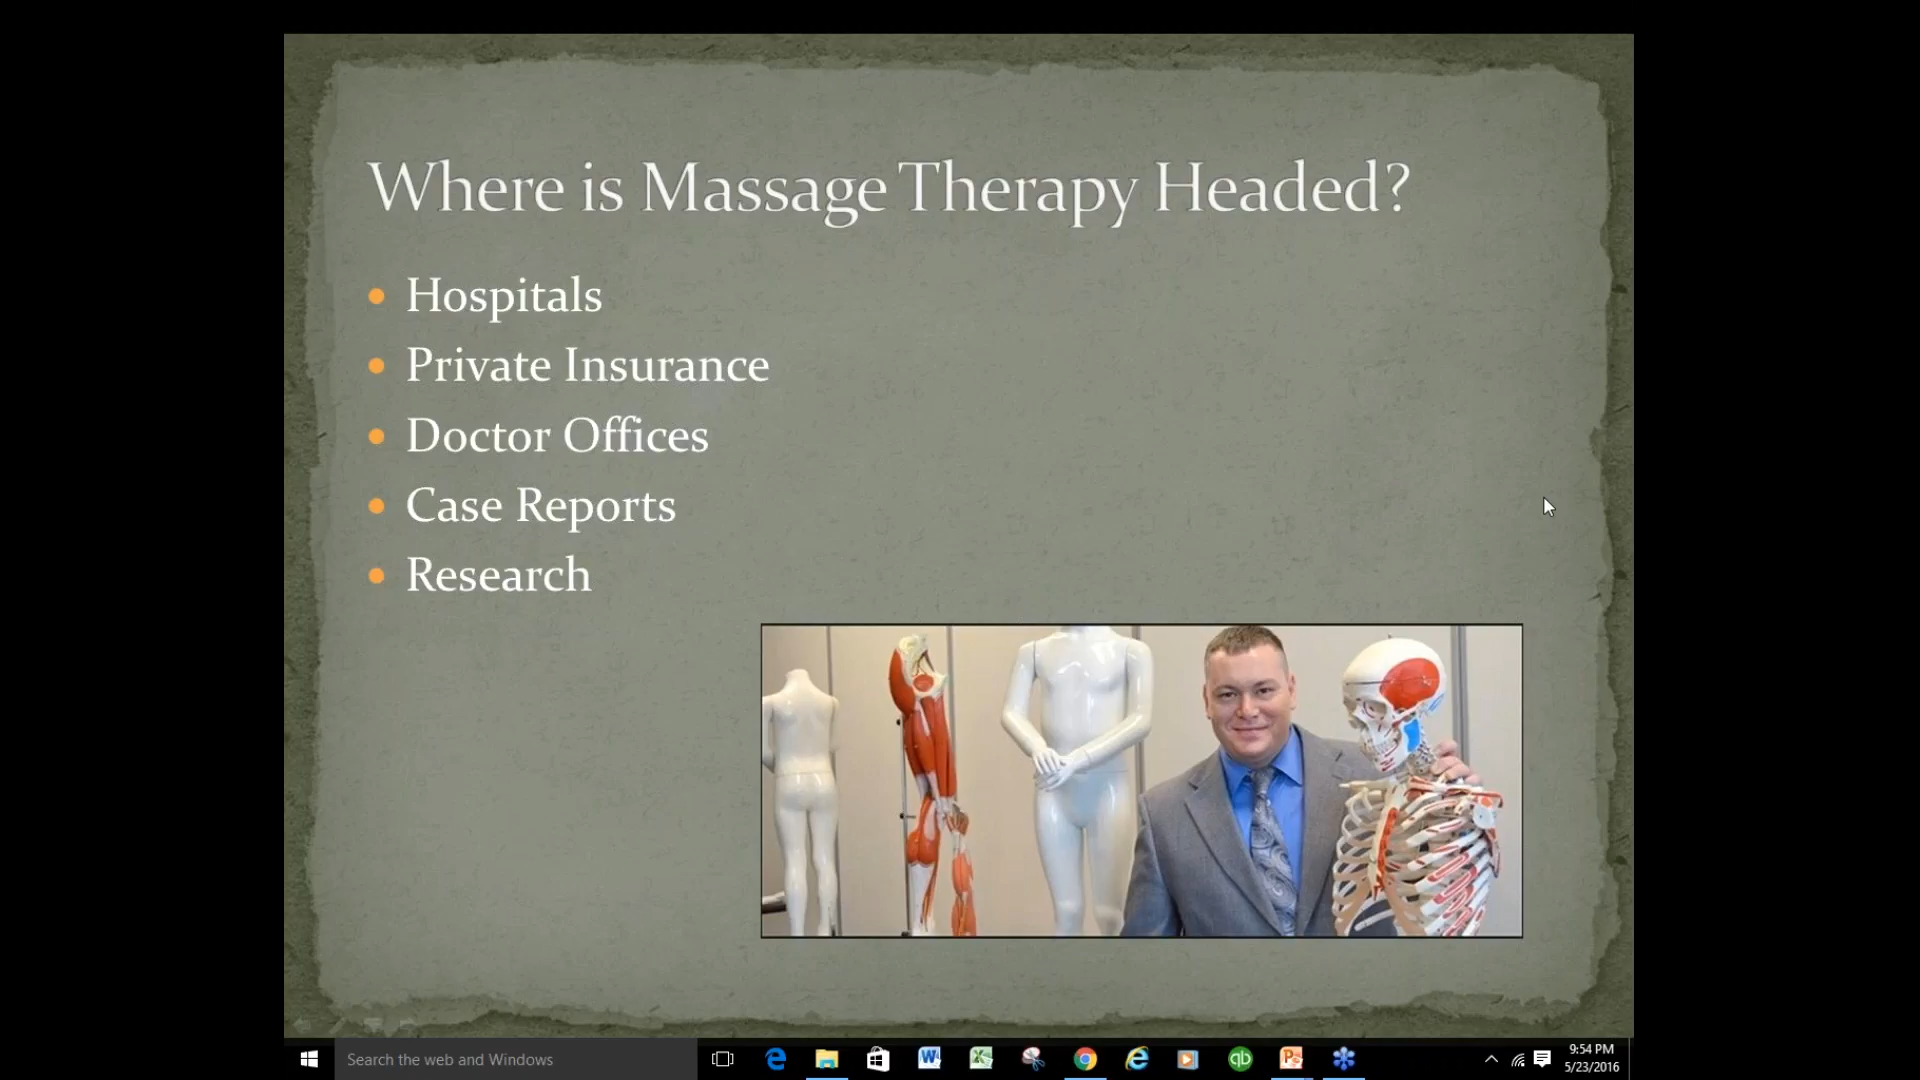 Where is Massage Therapy Headed?
Hospitals
Private Insurance
Doctor Offices
Case Reports
Research
Search the web and Windows
9:54 PM
5/23/2016